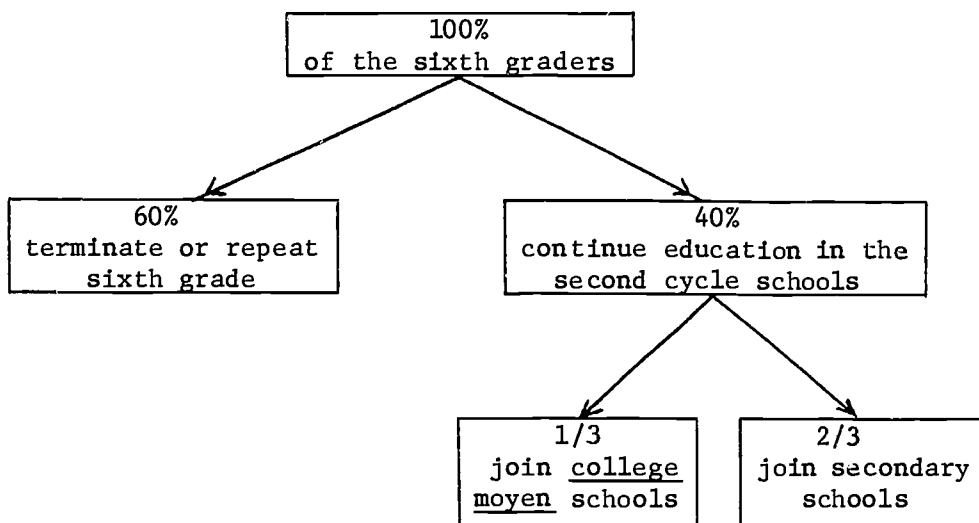 100%
of the sixth graders
60%
terminate or repeat
sixth grade
40%
continue education in the
second cycle schools
1/3
join college
moyen schools
2/3
join secondary
schools